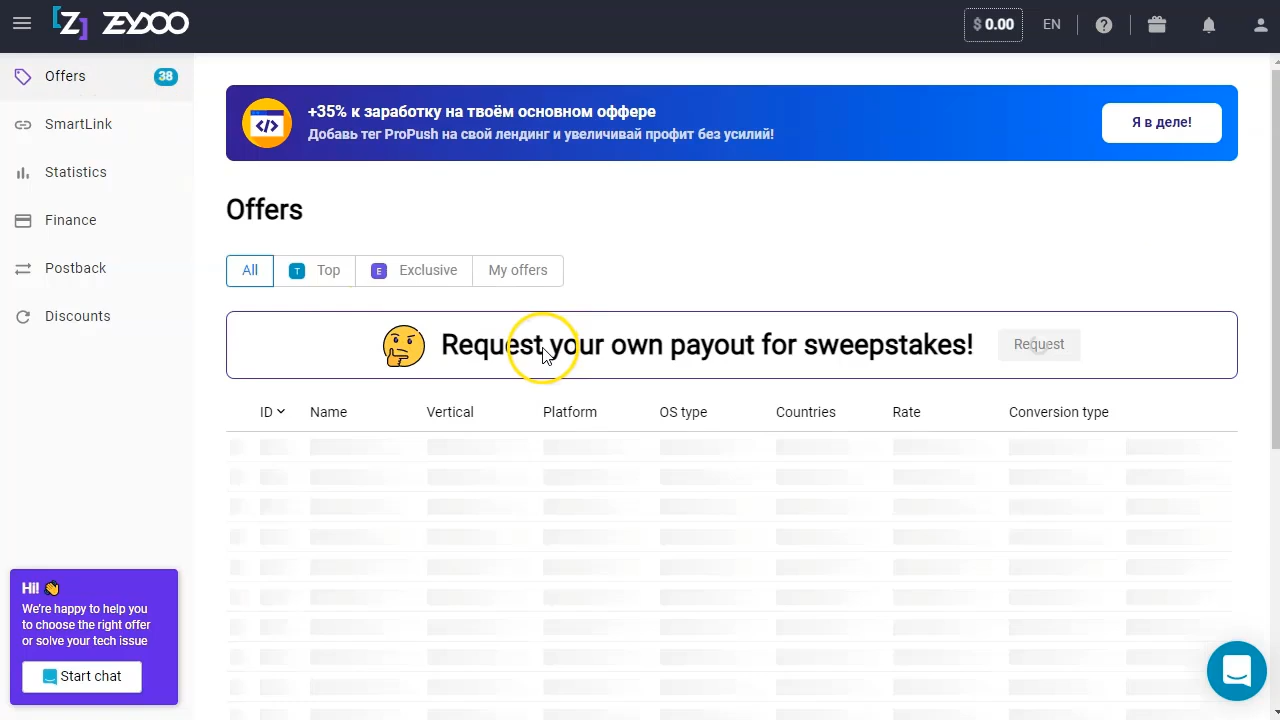 [Z] ZEYDOO
$ 0.00
EN
Offers
38
SmartLink
Statistics
Finance
Postback
Discounts
+35% к заработку на твоём основном оффере
Добавь тег ProPush на свой лендинг и увеличивай профит без усилий!
Я в деле!
Offers
All
T Top
E Exclusive
My offers
Request your own payout for sweepstakes!
Request
ID
Name
Vertical
Platform
OS type
Countries
Rate
Conversion type
Hi! 👋
We're happy to help you
to choose the right offer
or solve your tech issue
Start chat